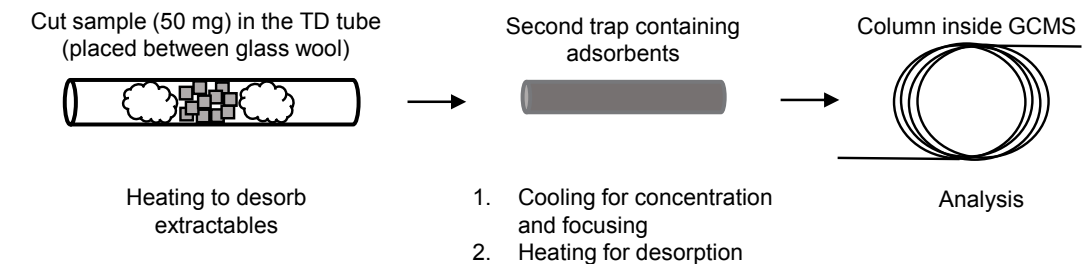 Cut sample (50 mg) in the TD tube
(placed between glass wool)
Second trap containing
adsorbents
Column inside GCMS
Heating to desorb
extractables
1. Cooling for concentration
and focusing
2. Heating for desorption
Analysis